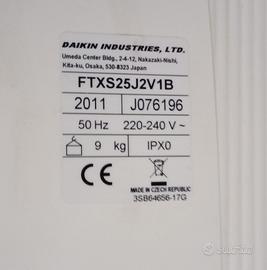 DAIKIN INDUSTRIES, LTD.
Umeda Center Bldg., 2-4-12, Nakazaki-Nishi,
Kita-ku, Osaka, 530-8323 Japan
FTXS25J2V1B
2011 J076196
50 Hz 220-240 V ~
9 kg IPX0
MADE IN CZECH REPUBLIC
3SB64656-17G
subito